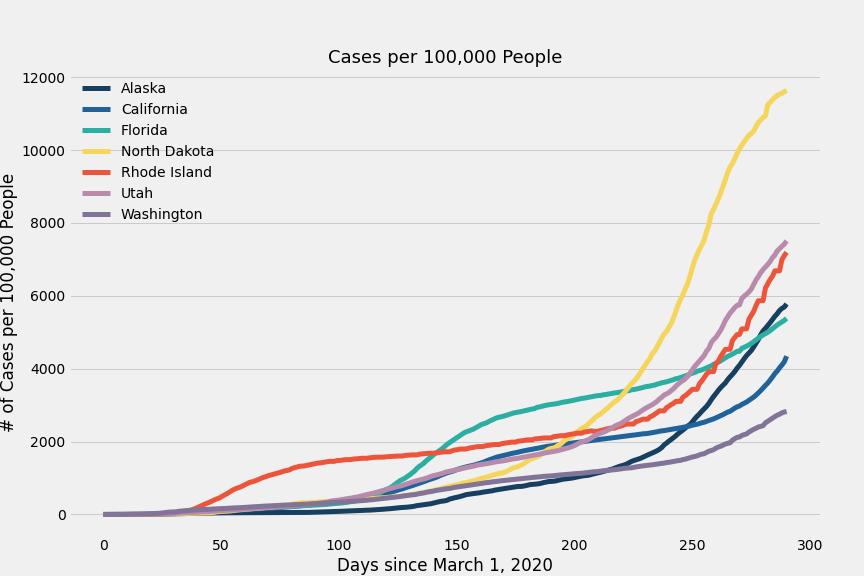 Cases per 100,000 People
12000
10000
8000
6000
4000
2000
0
Alaska
California
Florida
North Dakota
Rhode Island
Utah
Washington
# of Cases per 100,000 People
0 50 100 150 200 250 300
Days since March 1, 2020